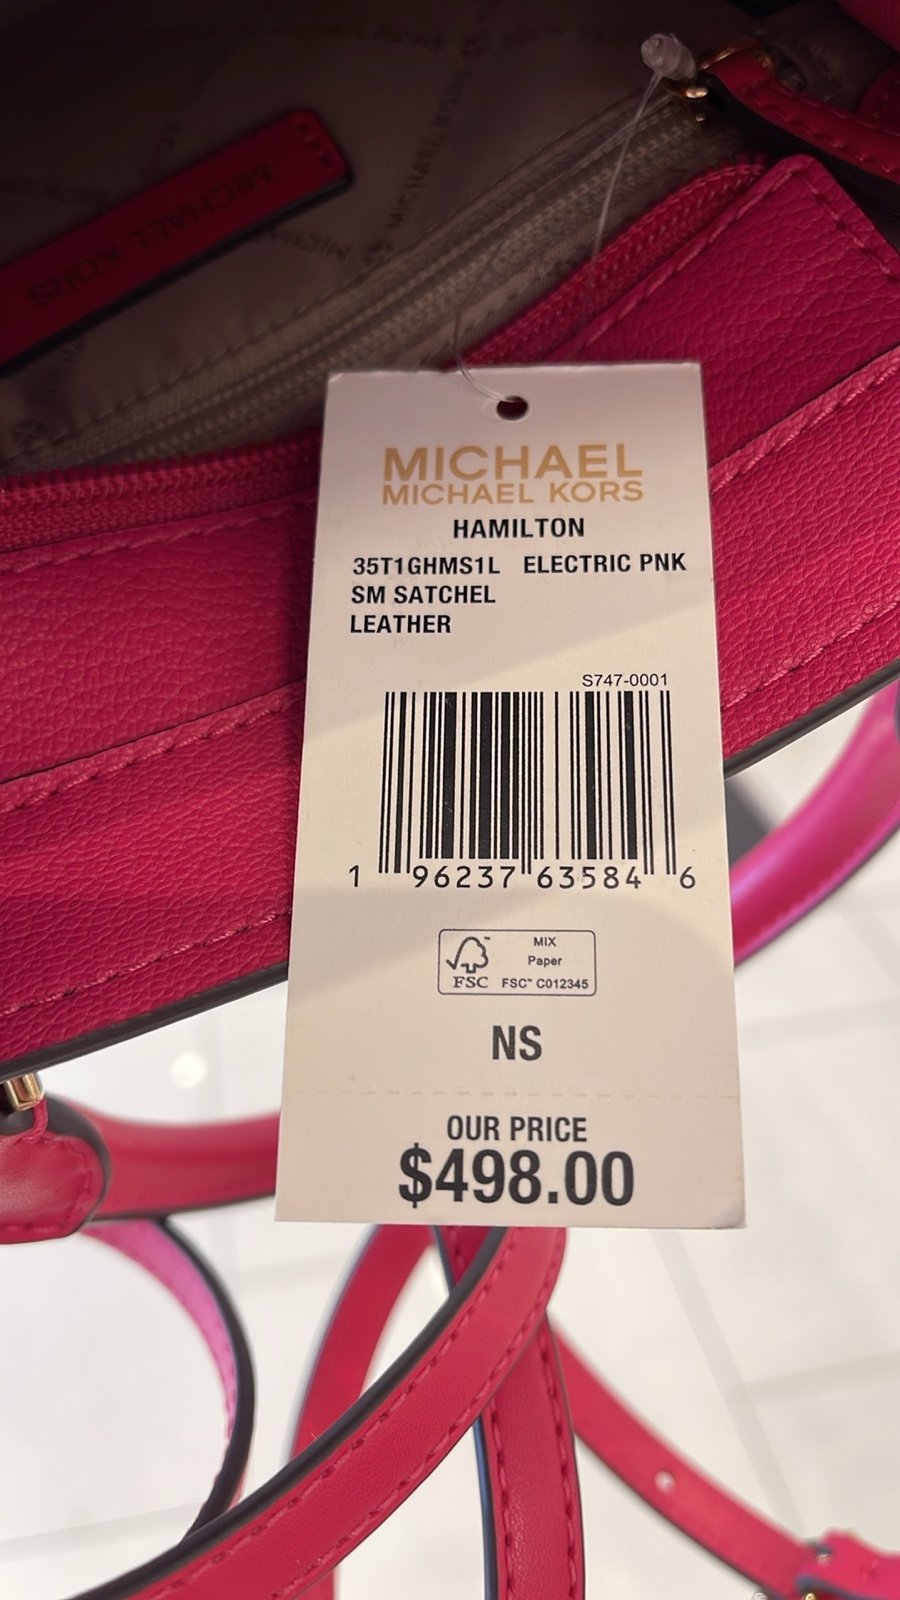 MICHAEL KORS
MICHAEL
MICHAEL KORS
HAMILTON
35T1GHMS1L ELECTRIC PNK
SM SATCHEL
LEATHER
S747-0001
1 96237 63584 6
FSC™
MIX
Paper
FSC™ C012345
NS
OUR PRICE
$498.00